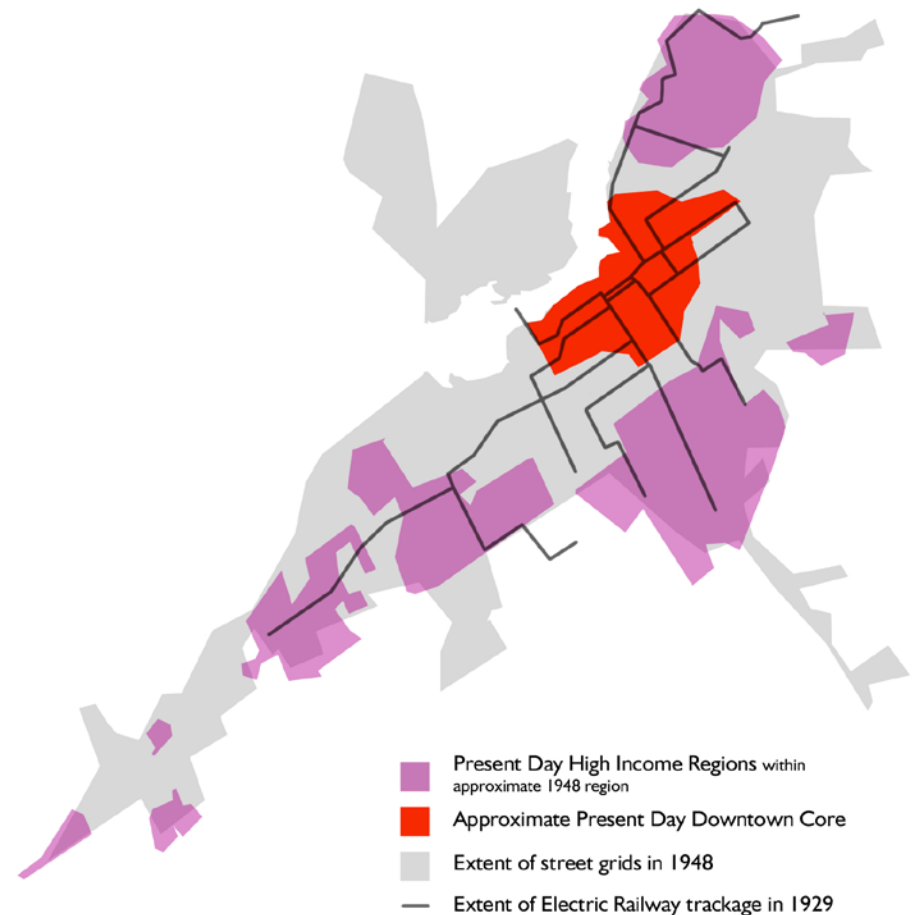 Present Day High Income Regions within
approximate 1948 region
Approximate Present Day Downtown Core
Extent of street grids in 1948
Extent of Electric Railway trackage in 1929